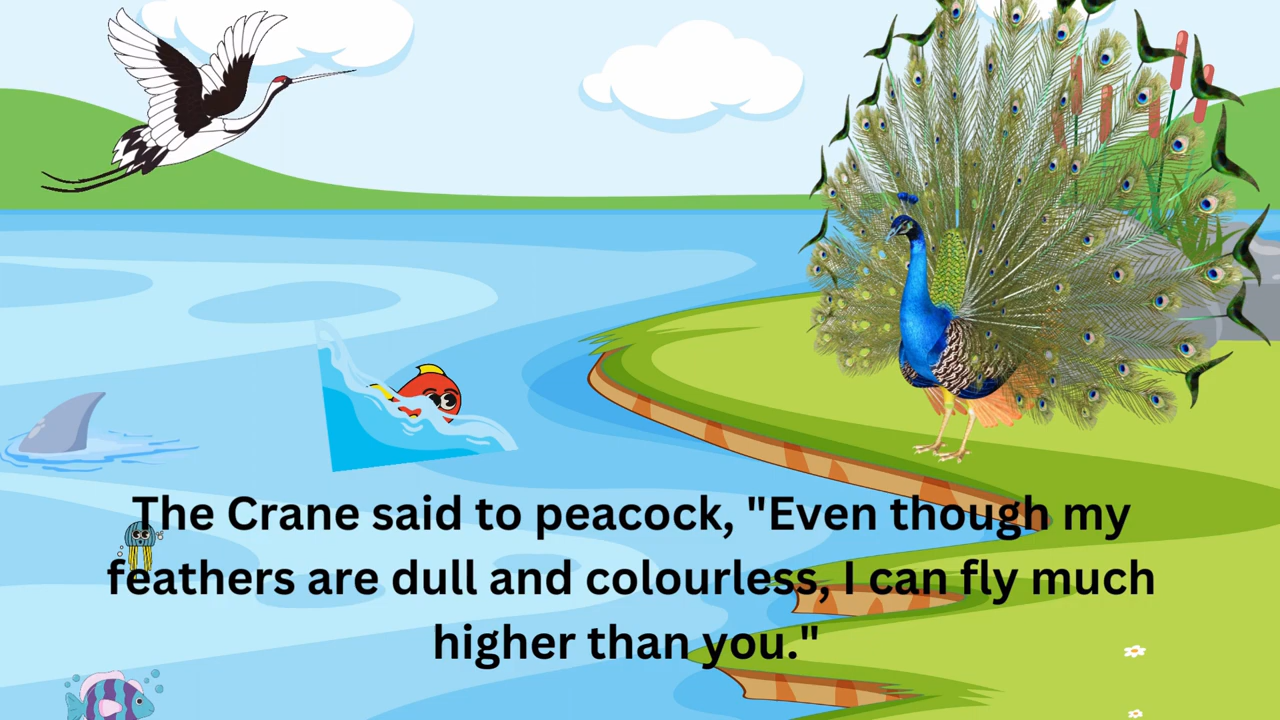 The Crane said to peacock, "Even though my
feathers are dull and colourless, I can fly much
higher than you."